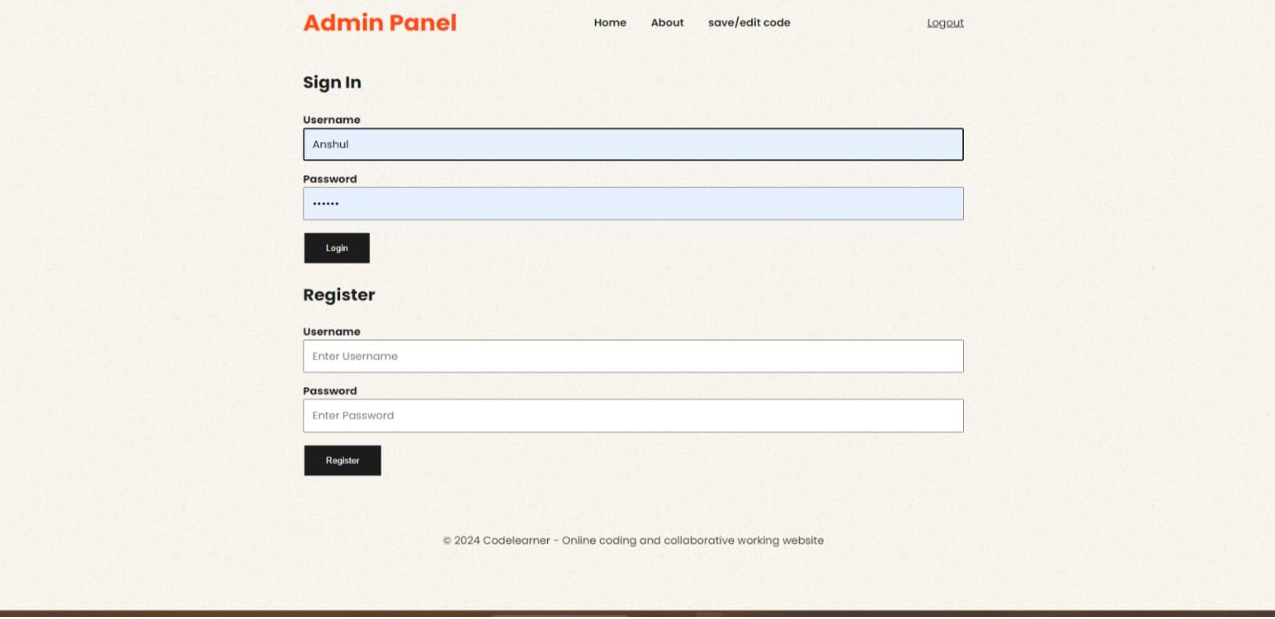 Admin Panel Home About save/edit code Logout
Sign In
Username
Anshul
Password
••••••
Login
Register
Username
Enter Username
Password
Enter Password
Register
© 2024 Codelearner - Online coding and collaborative working website